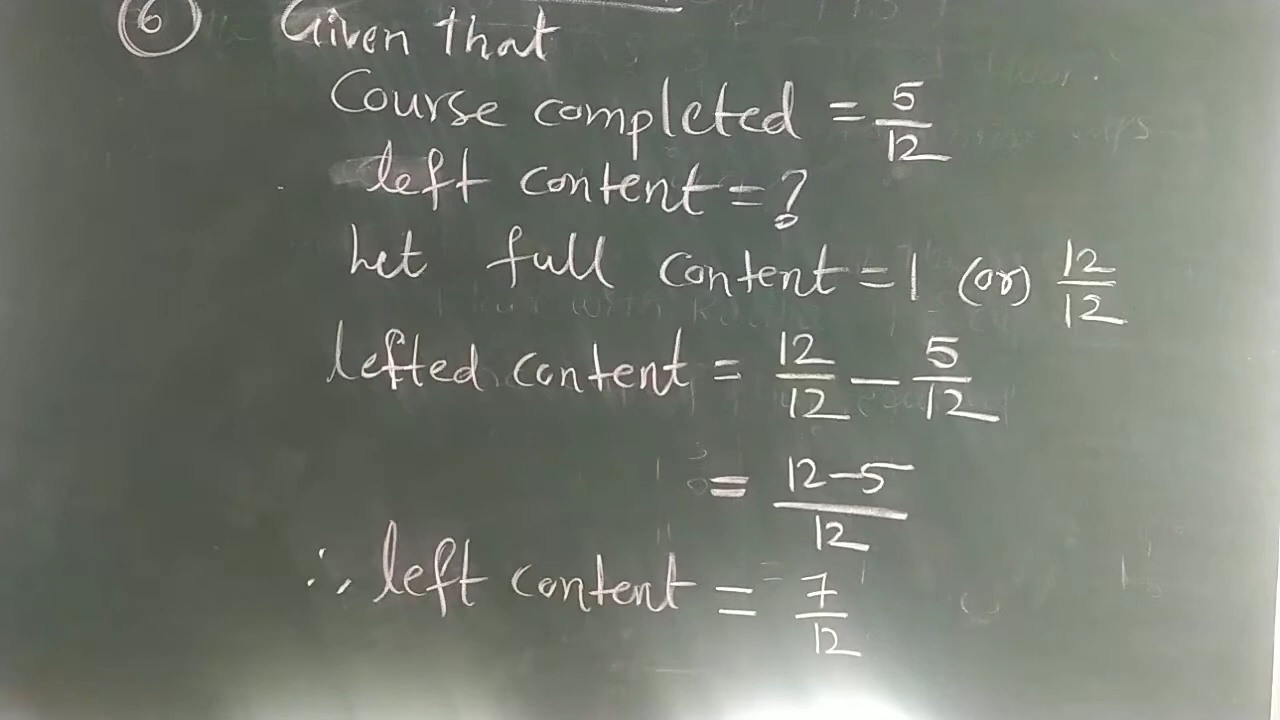 6 Given that
Course completed = 5/12
left content = ?
Let full content = 1 (or) 12/12
lefted content = 12/12 - 5/12
= 12-5/12
∴ left content = 7/12